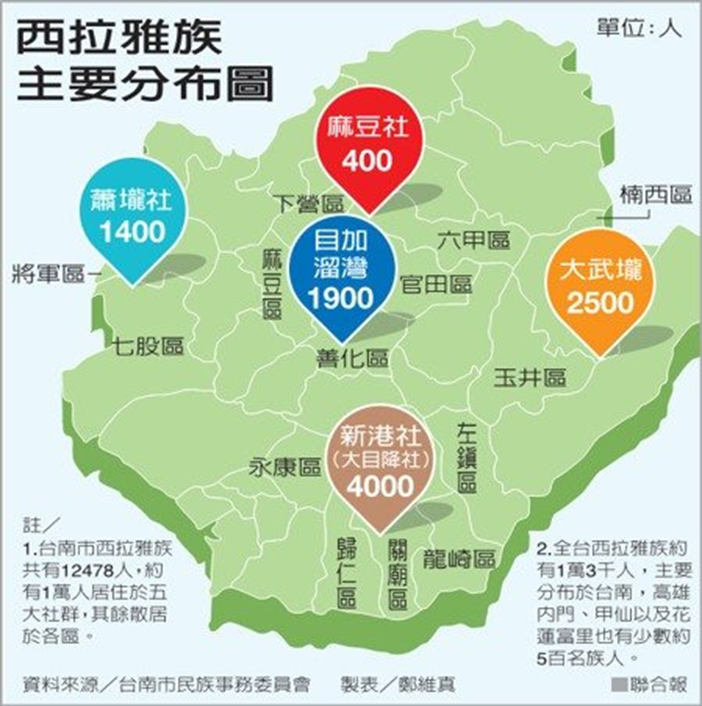 西拉雅族
主要分布圖
單位：人
麻豆社
400
蕭壠社
1400
下營區
楠西區
目加
溜灣
1900
六甲區
大武壠
2500
將軍區
麻豆區
官田區
七股區
善化區
玉井區
新港社
(大目降社)
4000
左鎮區
永康區
歸仁區
關廟區
龍崎區
註／
1.台南市西拉雅族
共有12478人，約
有1萬人居住於五
大社群，其餘散居
於各區。
2.全台西拉雅族約
有1萬3千人，主要
分布於台南，高雄
內門、甲仙以及花
蓮富里也有少數約
5百名族人。
資料來源／台南市民族事務委員會　製表／鄭維真
■聯合報